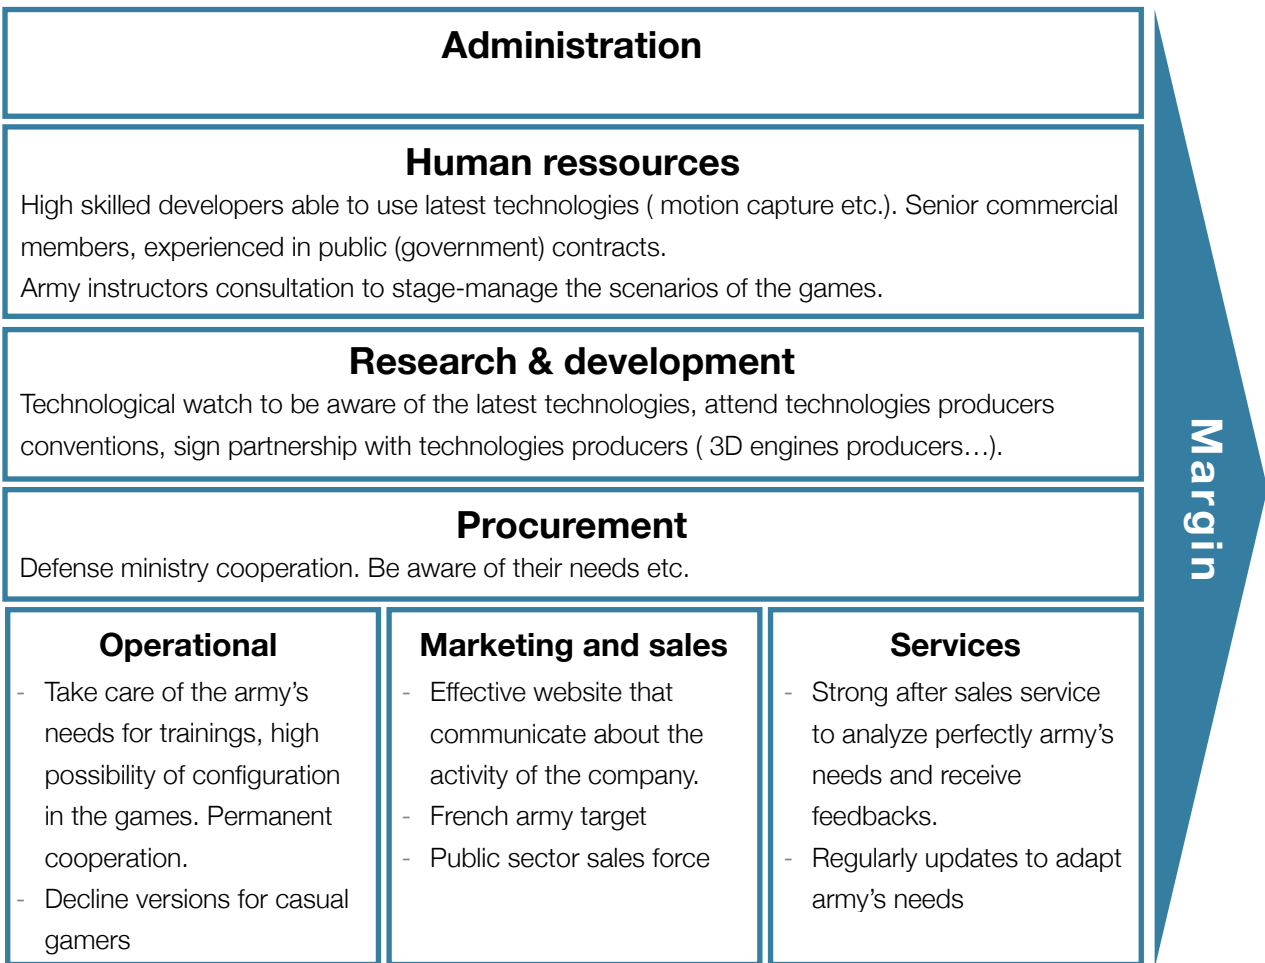 Administration
Human ressources
High skilled developers able to use latest technologies ( motion capture etc.). Senior commercial
members, experienced in public (government) contracts.
Army instructors consultation to stage-manage the scenarios of the games.
Research & development
Technological watch to be aware of the latest technologies, attend technologies producers
conventions, sign partnership with technologies producers ( 3D engines producers…).
Procurement
Defense ministry cooperation. Be aware of their needs etc.
Operational
- Take care of the army’s
needs for trainings, high
possibility of configuration
in the games. Permanent
cooperation.
- Decline versions for casual
gamers
Marketing and sales
- Effective website that
communicate about the
activity of the company.
- French army target
- Public sector sales force
Services
- Strong after sales service
to analyze perfectly army’s
needs and receive
feedbacks.
- Regularly updates to adapt
army’s needs
Margin